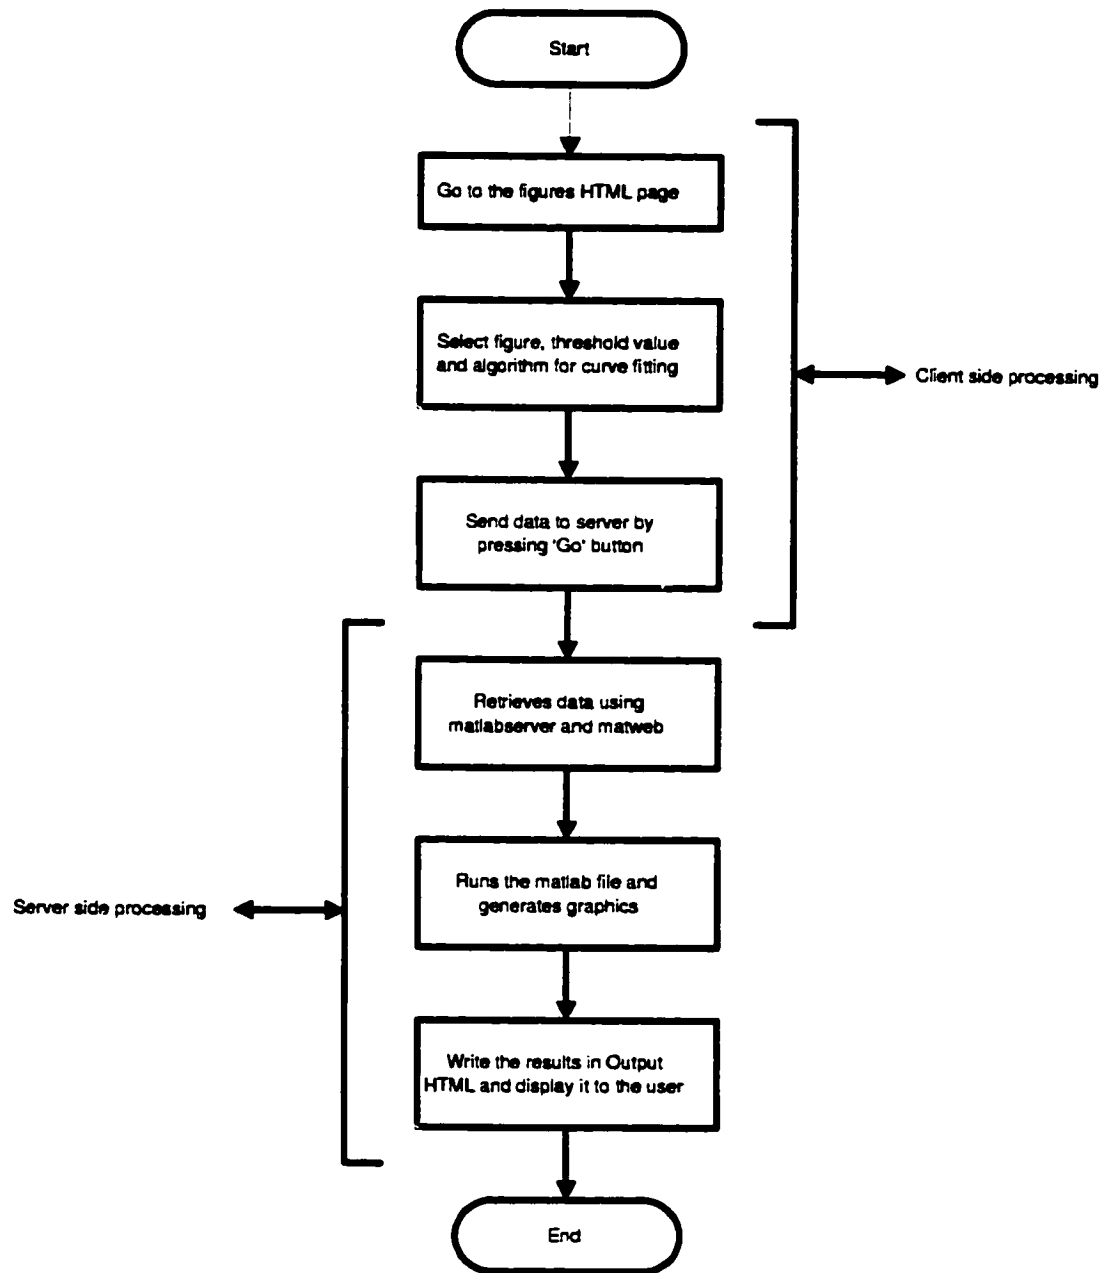 Start
Go to the figures HTML page
Select figure, threshold value
and algorithm for curve fitting
Client side processing
Send data to server by
pressing 'Go' button
Retrieves data using
matlabserver and matweb
Runs the matlab file and
generates graphics
Server side processing
Write the results in Output
HTML and display it to the user
End